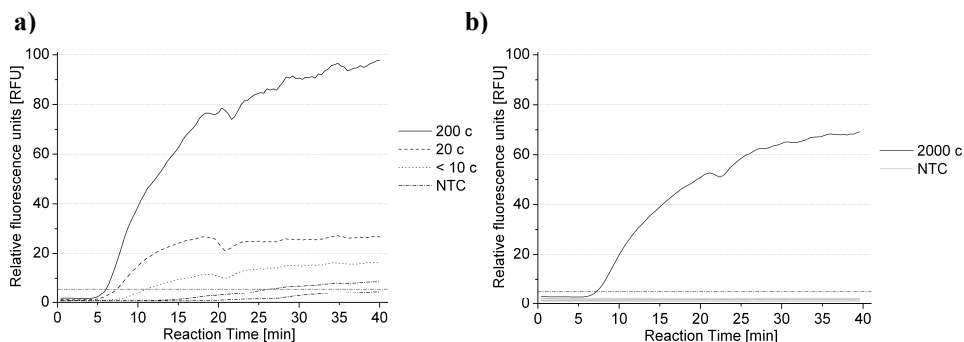 a)
Relative fluorescence units [RFU]
100
80
60
40
20
0
0 5 10 15 20 25 30 35 40
Reaction Time [min]
200 c
20 c
< 10 c
NTC
b)
Relative fluorescence units [RFU]
100
80
60
40
20
0
0 5 10 15 20 25 30 35 40
Reaction Time [min]
2000 c
NTC